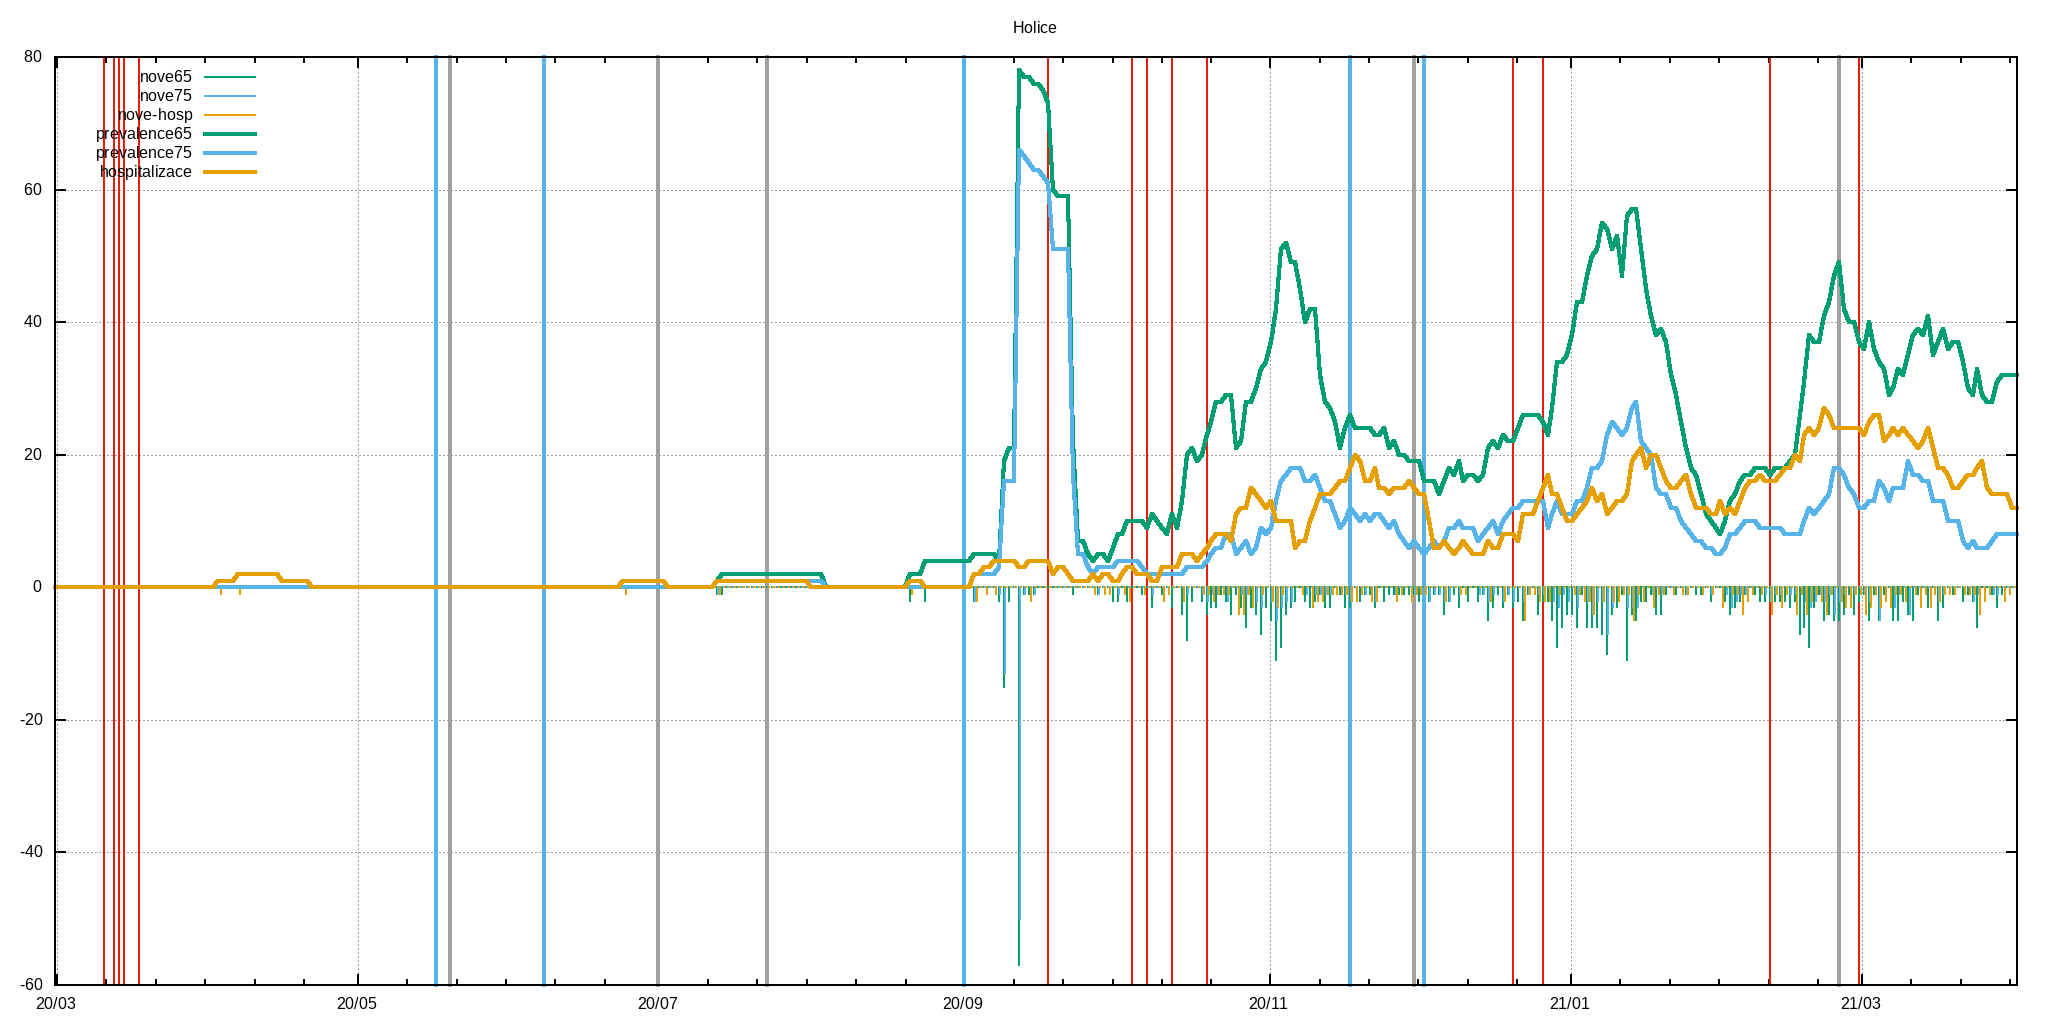 Holice
80
nove65
nove75
nove-hosp
prevalence65
prevalence75
hospitalizace
60
40
20
0
-20
-40
-60
20/03 20/05 20/07 20/09 20/11 21/01 21/03